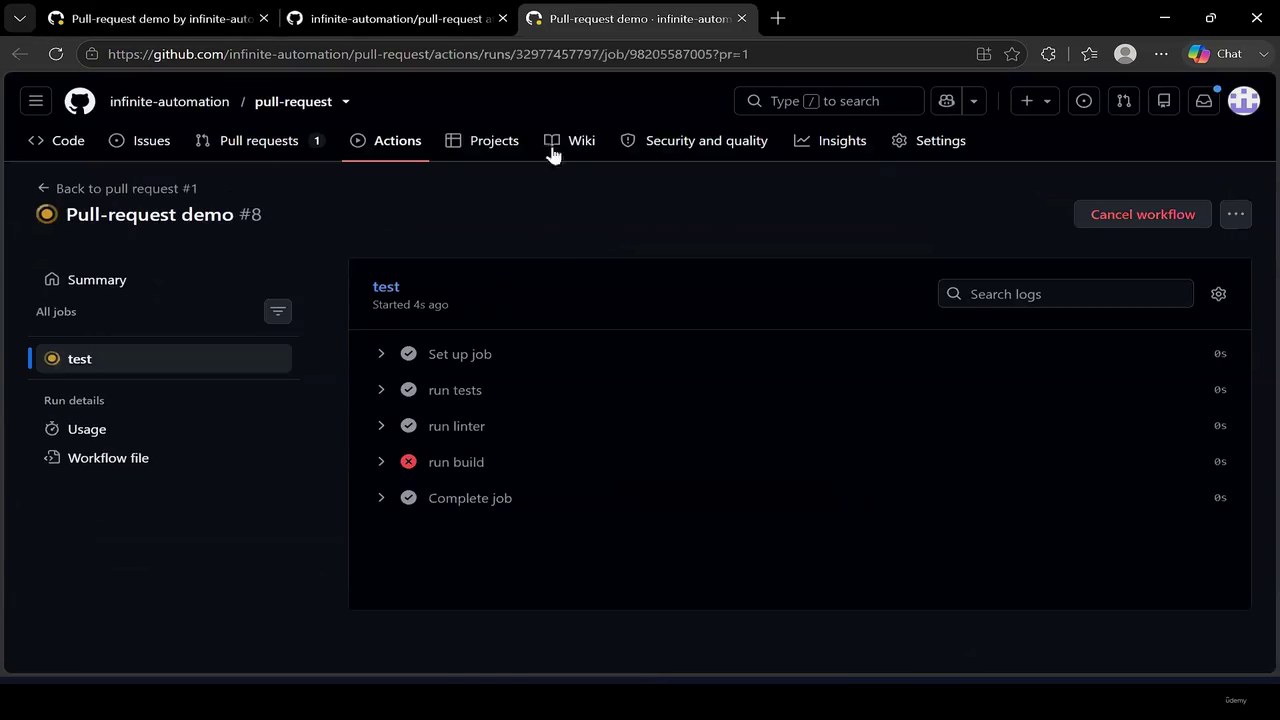 Pull-request demo by infinite-auto
infinite-automation/pull-request a
Pull-request demo · infinite-autom
https://github.com/infinite-automation/pull-request/actions/runs/32977457797/job/98205587005?pr=1
Chat
infinite-automation / pull-request
Type / to search
Code
Issues
Pull requests 1
Actions
Projects
Wiki
Security and quality
Insights
Settings
Back to pull request #1
Pull-request demo #8
Cancel workflow
Summary
All jobs
test
Run details
Usage
Workflow file
test
Started 4s ago
Search logs
Set up job 0s
run tests 0s
run linter 0s
run build 0s
Complete job 0s
ûdemy